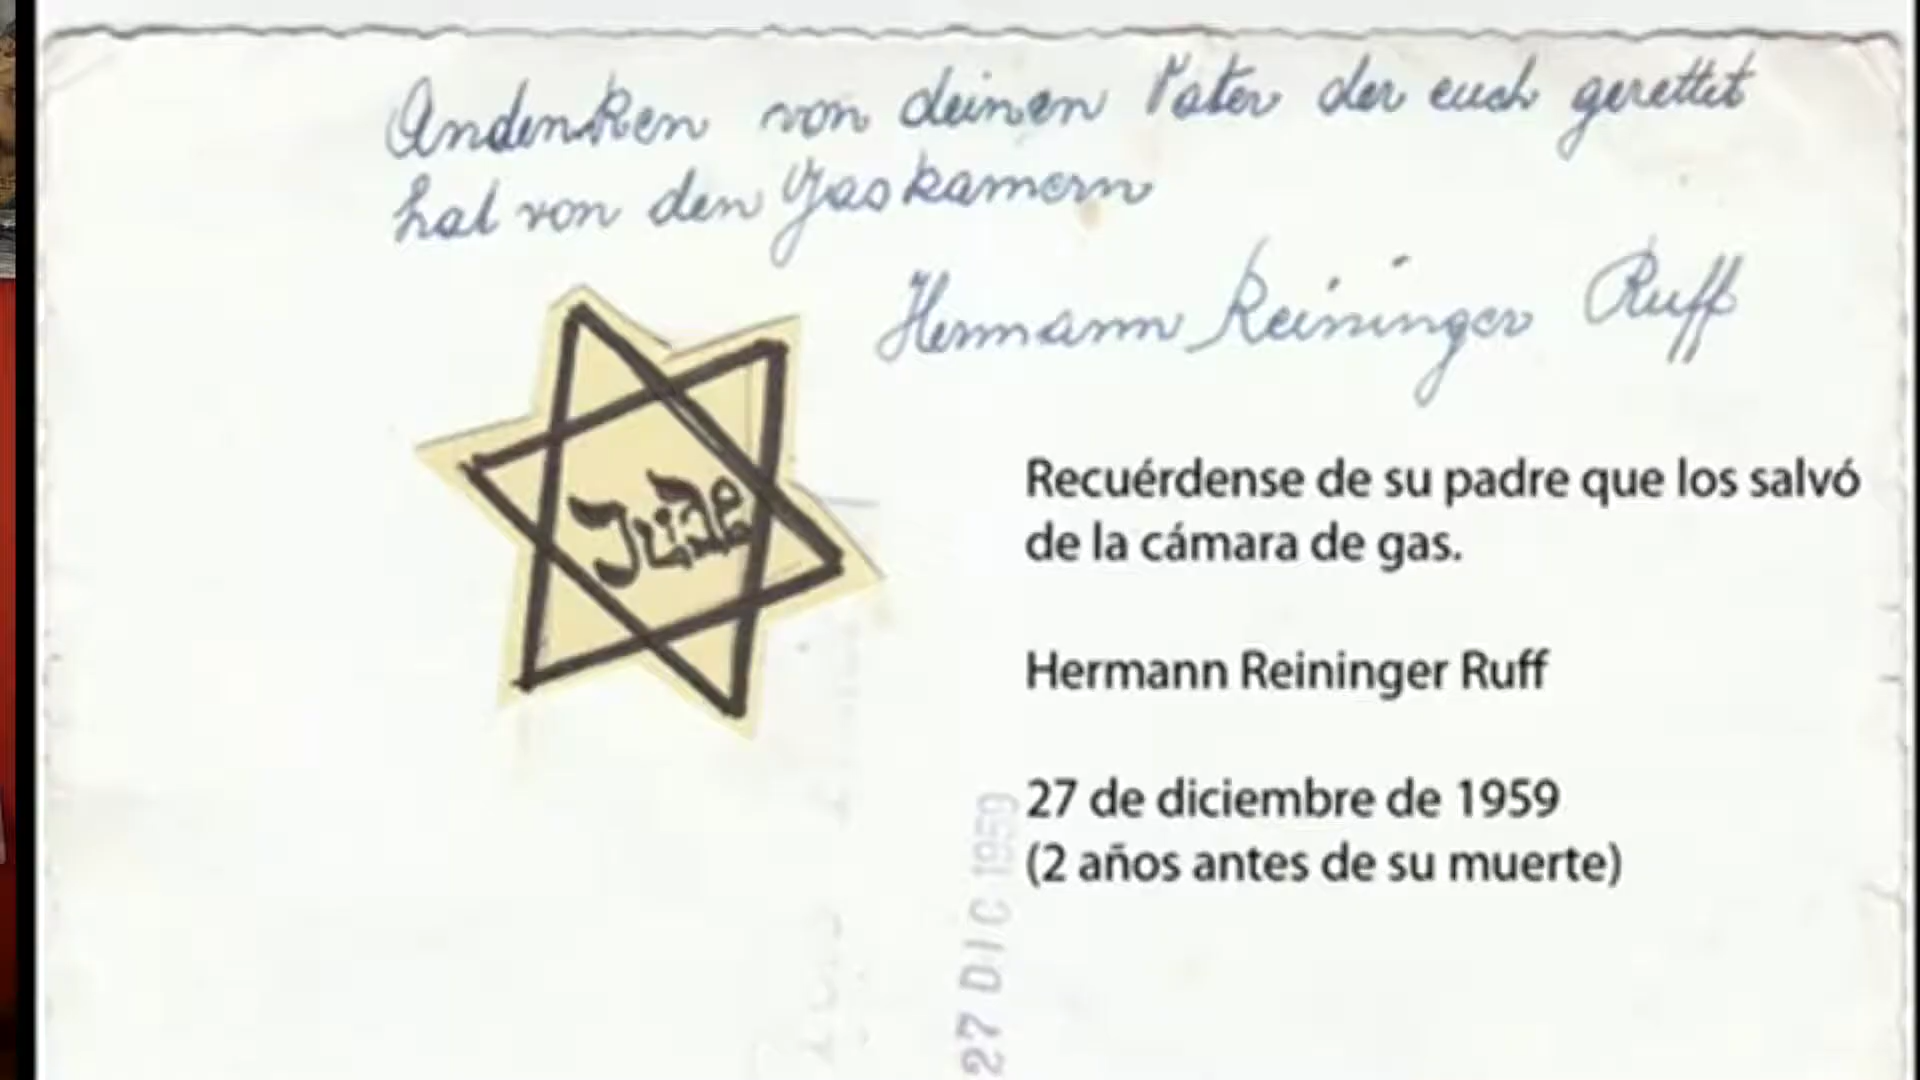 Andenken von deinen Vater der euch gerettet
hat von den Gaskamern
Hermann Reininger Ruff
Jude
Recuérdense de su padre que los salvó
de la cámara de gas.
Hermann Reininger Ruff
27 de diciembre de 1959
(2 años antes de su muerte)
27 DIC 1959